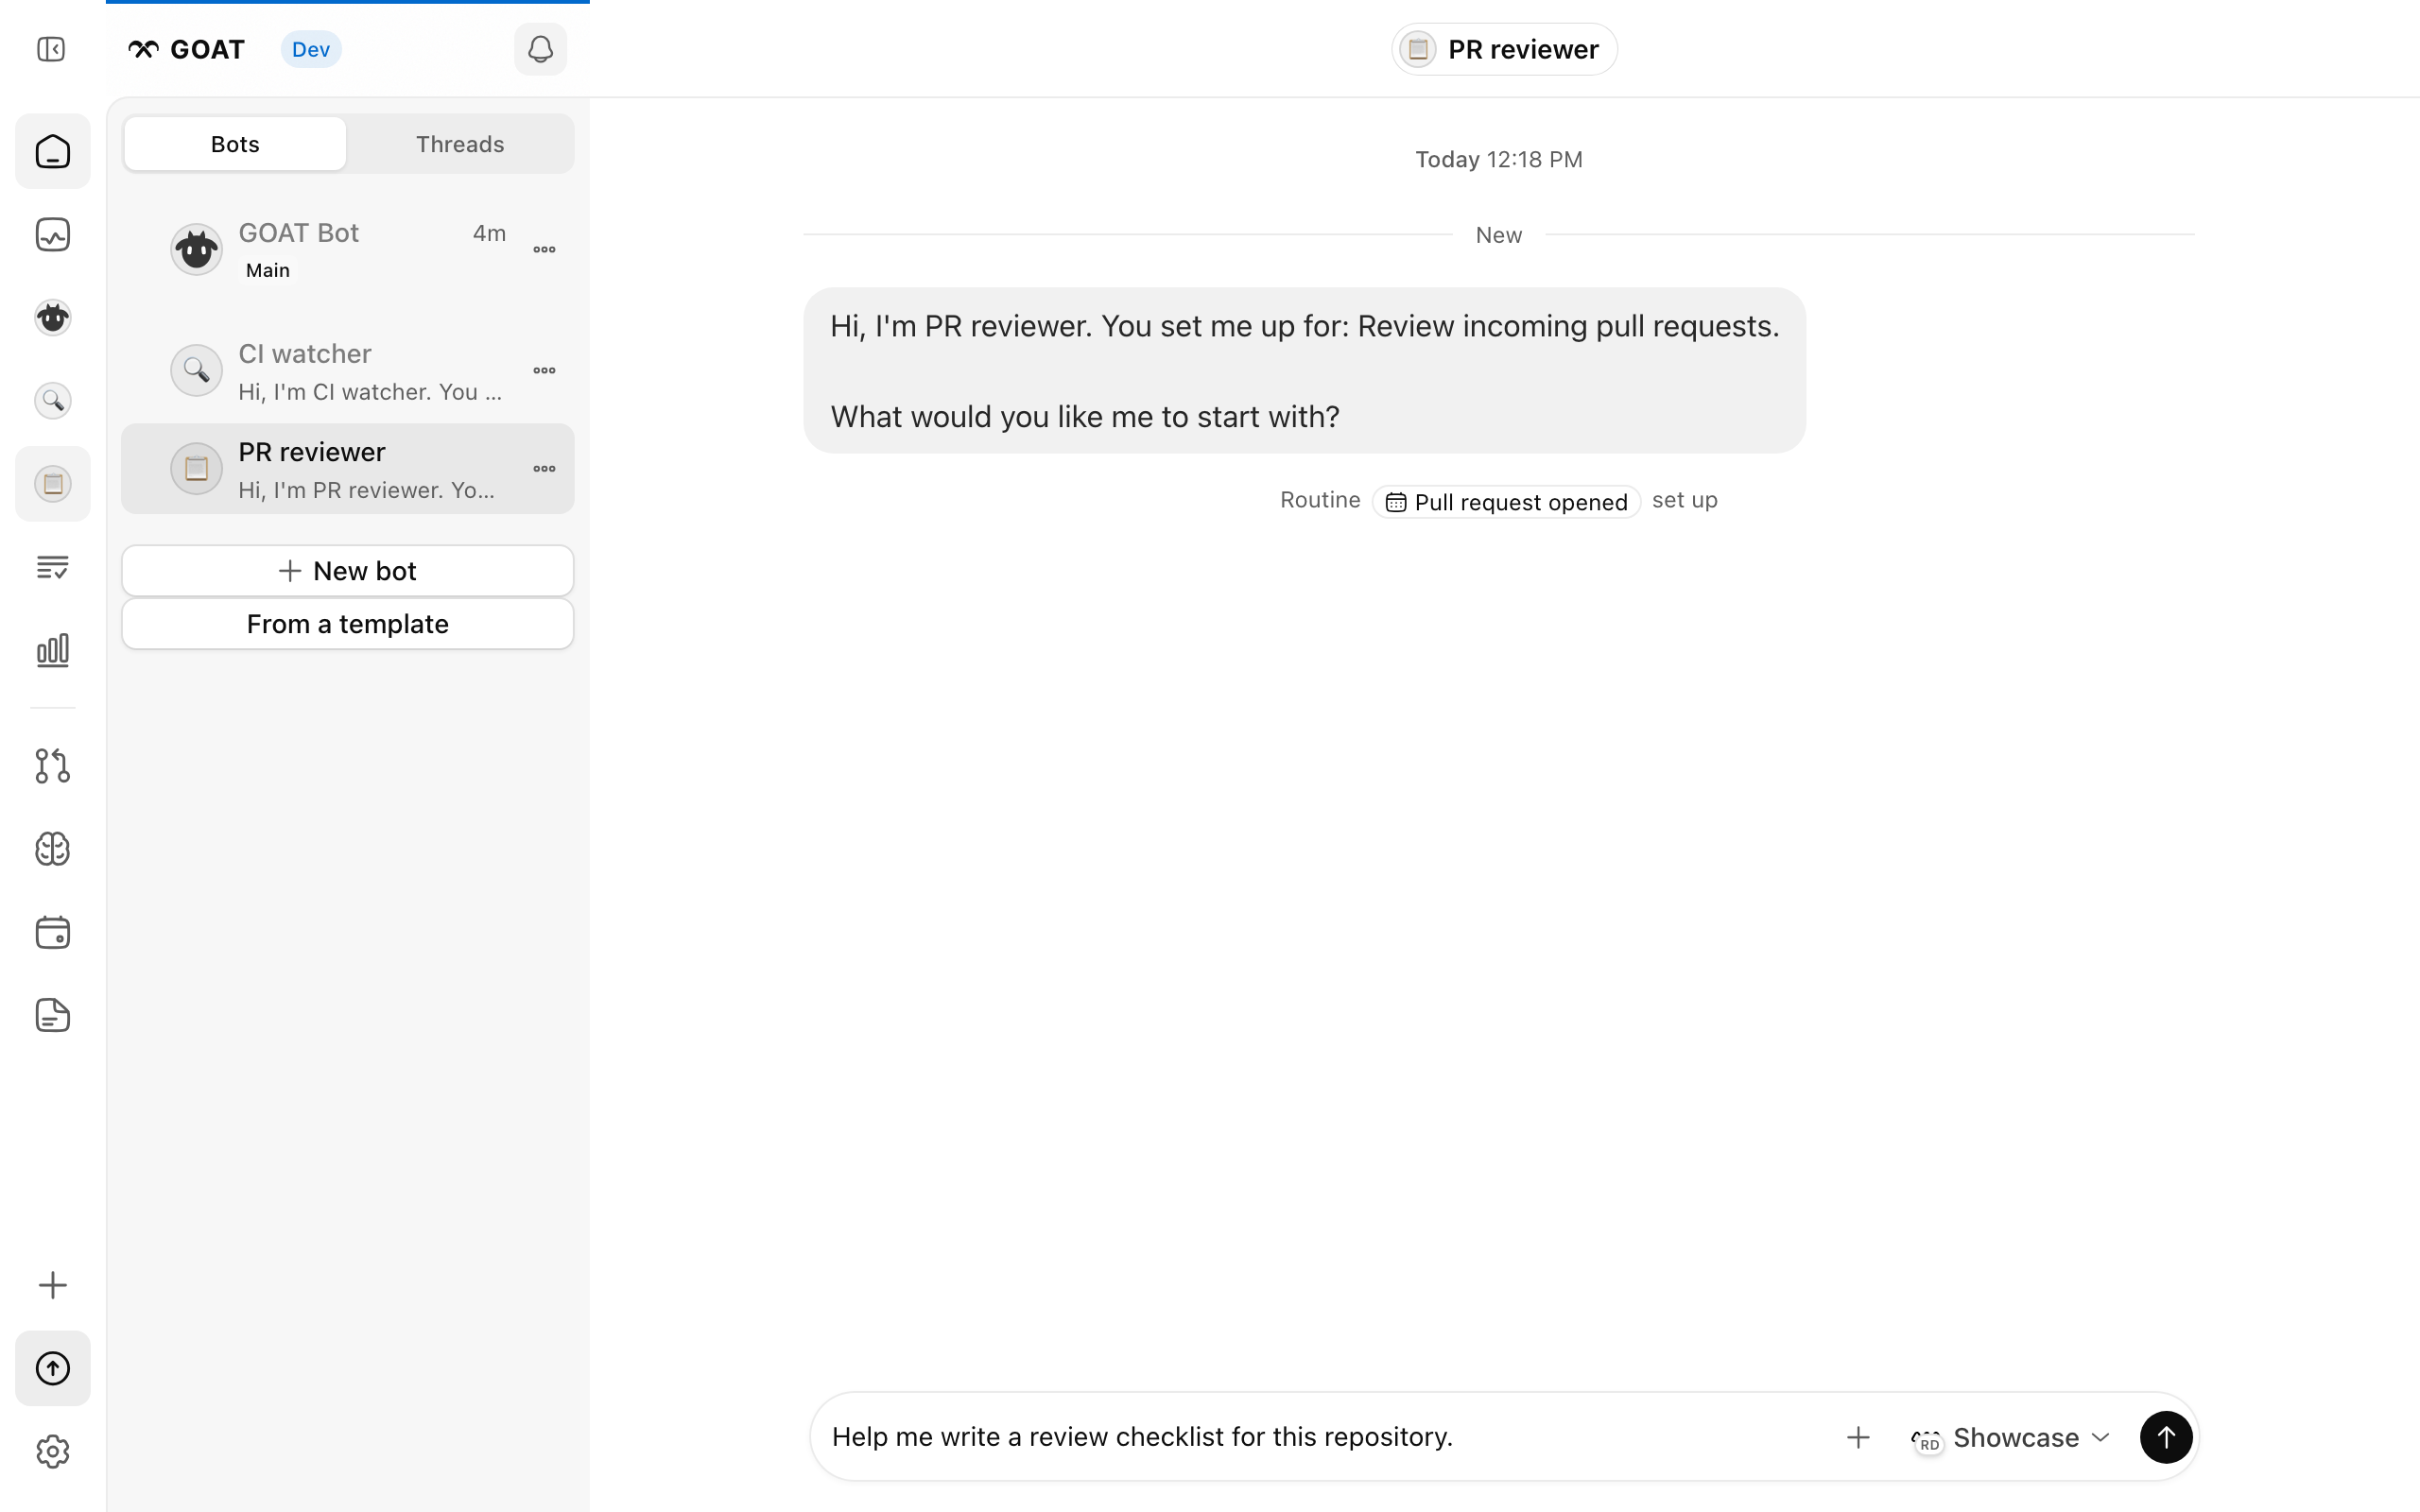 GOAT
Dev
PR reviewer
Bots
Threads
GOAT Bot
4m
Main
CI watcher
Hi, I'm CI watcher. You ...
PR reviewer
Hi, I'm PR reviewer. Yo...
New bot
From a template
Today 12:18 PM
New
Hi, I'm PR reviewer. You set me up for: Review incoming pull requests.
What would you like me to start with?
Routine Pull request opened set up
Help me write a review checklist for this repository.
RD
Showcase